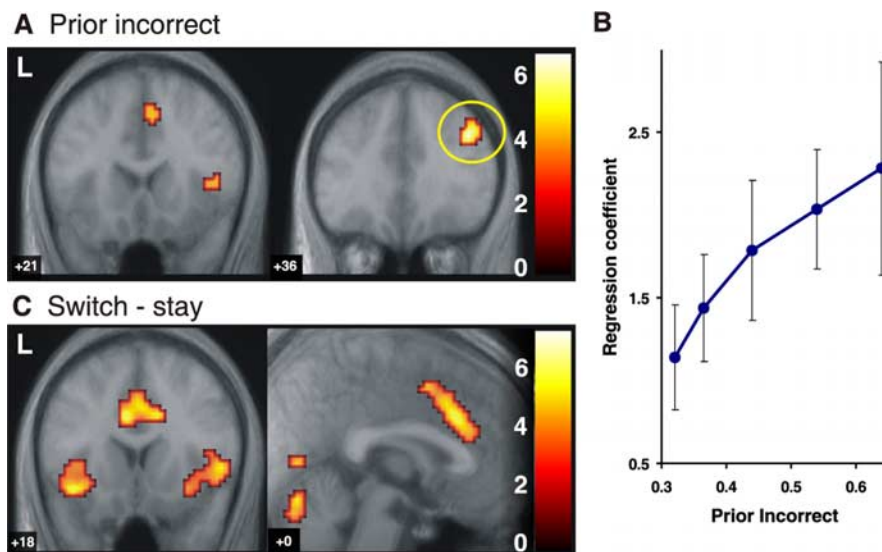 A Prior incorrect
L
+21
+36
6
4
2
0
C Switch - stay
L
+18
+0
6
4
2
0
B
Regression coefficient
2.5
1.5
0.5
0.3 0.4 0.5 0.6
Prior Incorrect